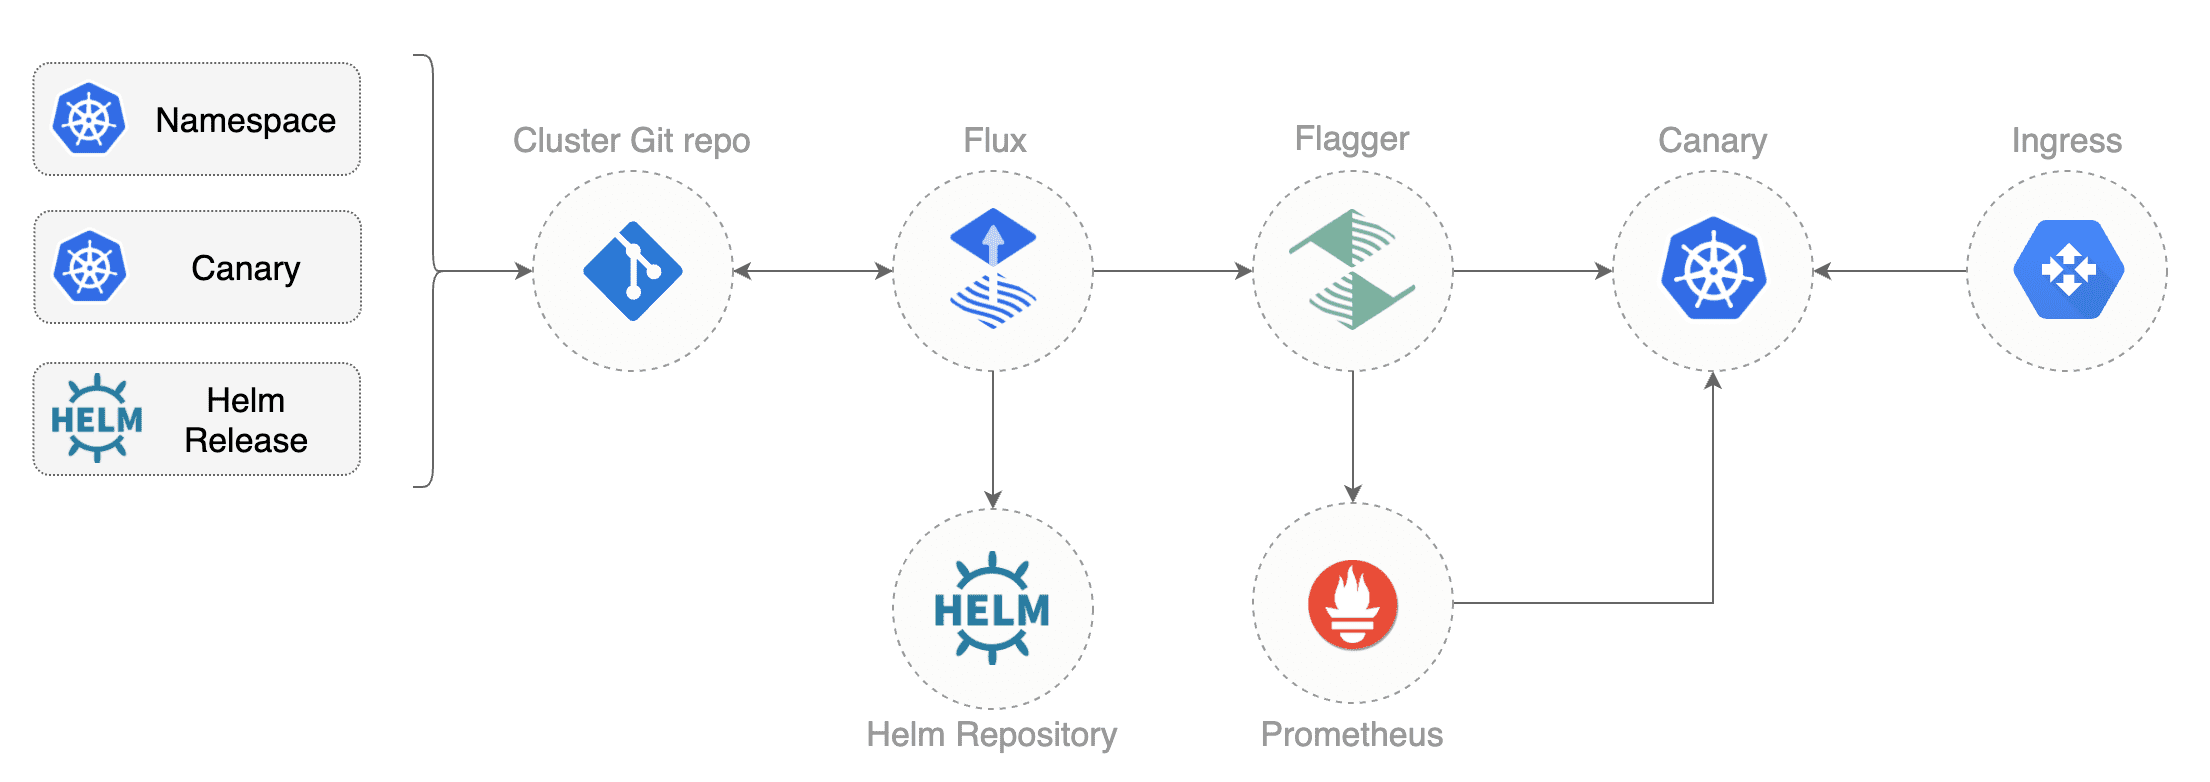 Namespace
Canary
HELM
Helm
Release
Cluster Git repo
Flux
Flagger
Canary
Ingress
HELM
Helm Repository
Prometheus